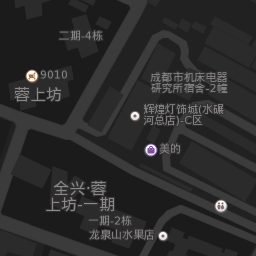 二期-4栋
9010
蓉上坊
成都市机床电器
研究所宿舍-2幢
辉煌灯饰城(水碾
河总店)-C区
美的
全兴·蓉
上坊-一期
一期-2栋
龙泉山水果店